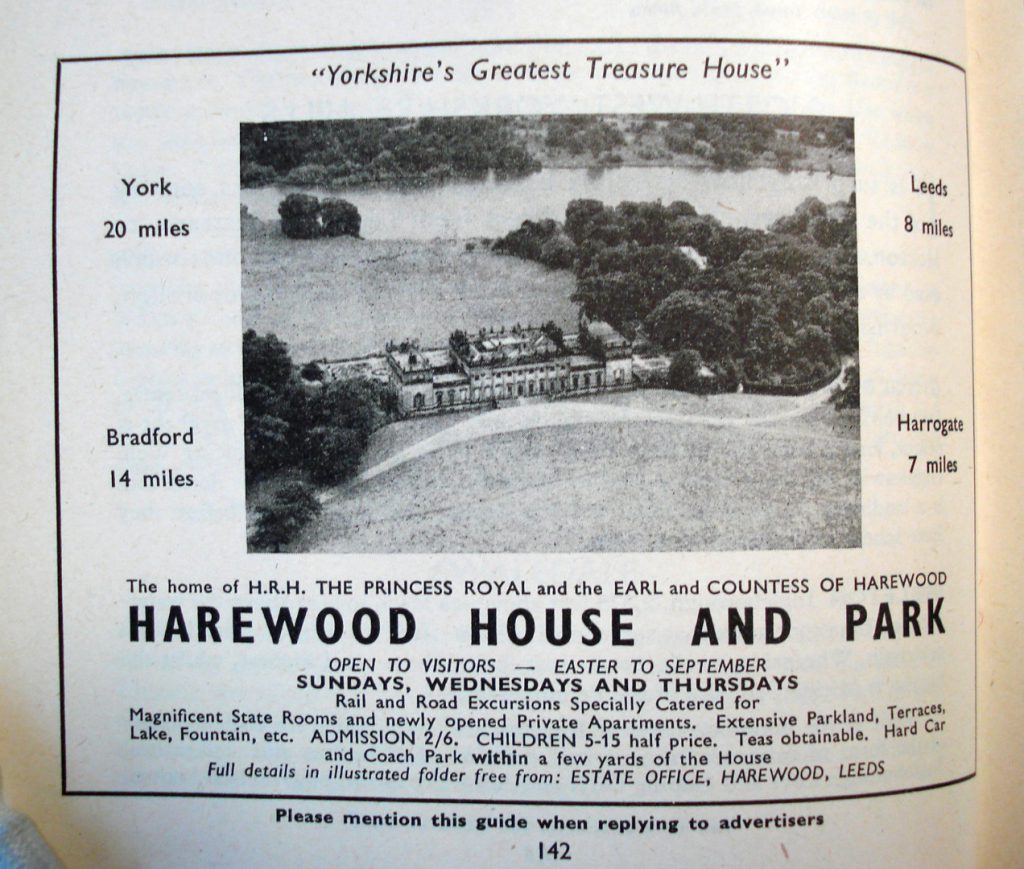 "Yorkshire's Greatest Treasure House"
York
20 miles
Leeds
8 miles
Bradford
14 miles
Harrogate
7 miles
The home of H.R.H. THE PRINCESS ROYAL and the EARL and COUNTESS OF HAREWOOD
HAREWOOD HOUSE AND PARK
OPEN TO VISITORS — EASTER TO SEPTEMBER
SUNDAYS, WEDNESDAYS AND THURSDAYS
Rail and Road Excursions Specially Catered for
Magnificent State Rooms and newly opened Private Apartments. Extensive Parkland, Terraces,
Lake, Fountain, etc. ADMISSION 2/6. CHILDREN 5-15 half price. Teas obtainable. Hard Car
and Coach Park within a few yards of the House
Full details in illustrated folder free from: ESTATE OFFICE, HAREWOOD, LEEDS
Please mention this guide when replying to advertisers
142